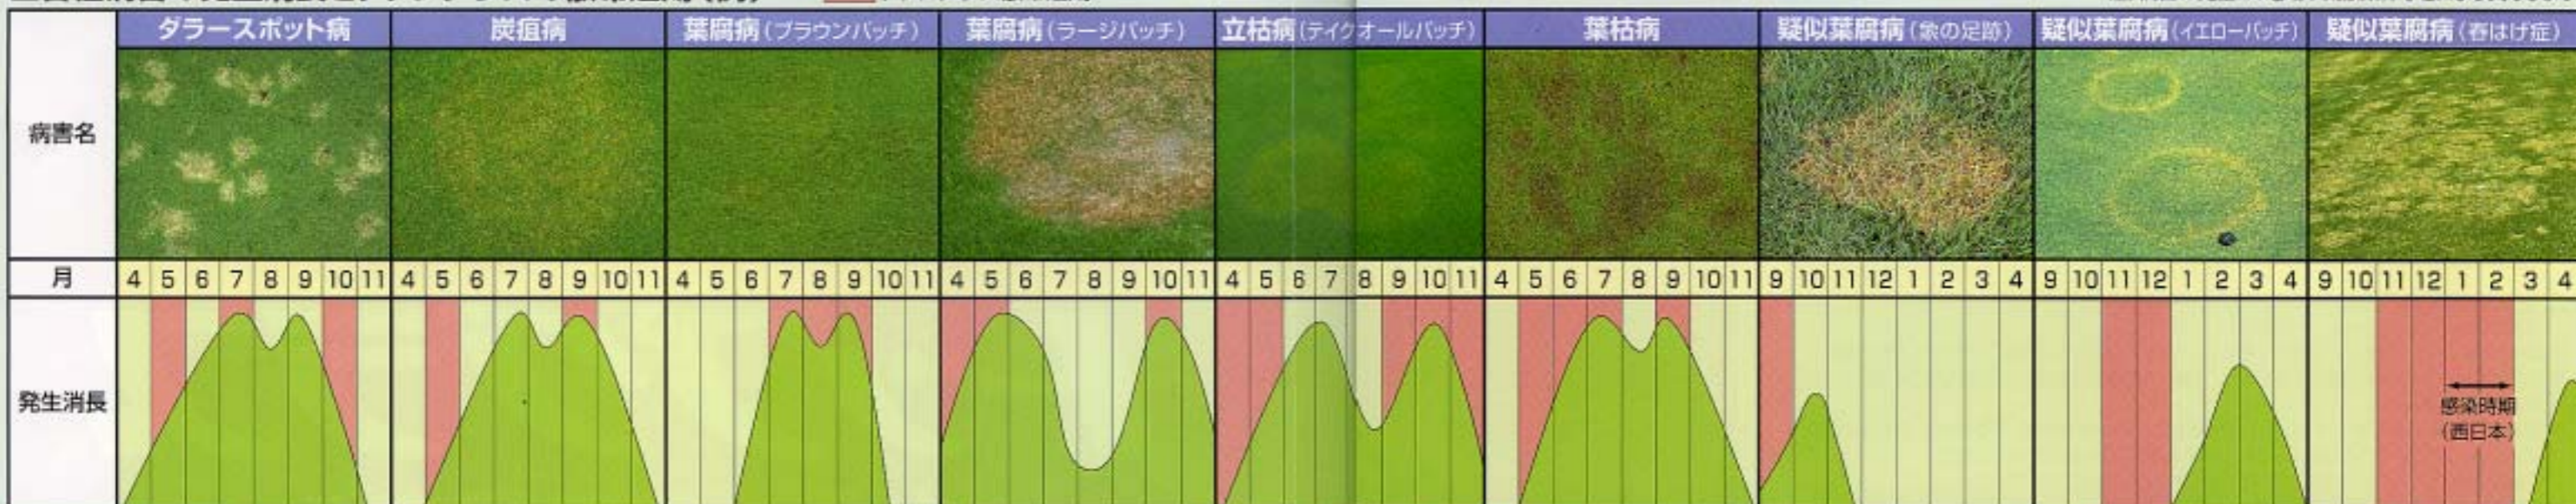 ダラースポット病 炭疽病 葉腐病（ブラウンパッチ） 葉腐病（ラージパッチ） 立枯病（テイクオールパッチ） 葉枯病 疑似葉腐病（象の足跡） 疑似葉腐病（イエローパッチ） 疑似葉腐病（春はげ症）
病害名
月 4 5 6 7 8 9 10 11 4 5 6 7 8 9 10 11 4 5 6 7 8 9 10 11 4 5 6 7 8 9 10 11 4 5 6 7 8 9 10 11 4 5 6 7 8 9 10 11 9 10 11 12 1 2 3 4 9 10 11 12 1 2 3 4 9 10 11 12 1 2 3 4
発生消長
感染時期
（西日本）